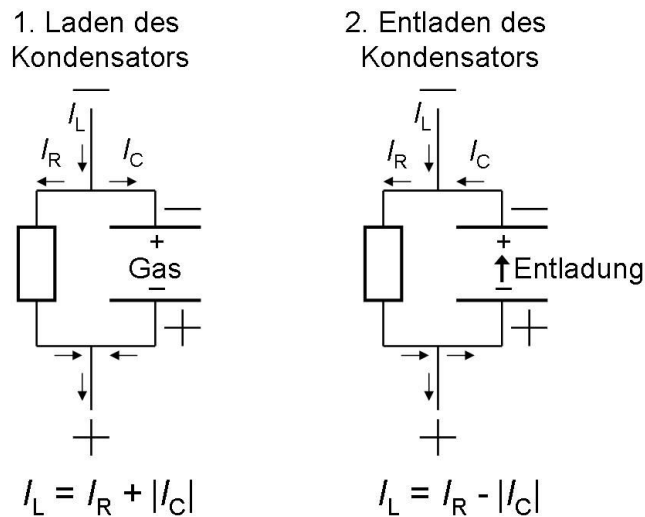 1. Laden des
Kondensators
2. Entladen des
Kondensators
−
I_L
I_R I_C
−
+
Gas
−
+
+
I_L = I_R + |I_C|
−
I_L
I_R I_C
−
+
Entladung
−
+
+
I_L = I_R - |I_C|